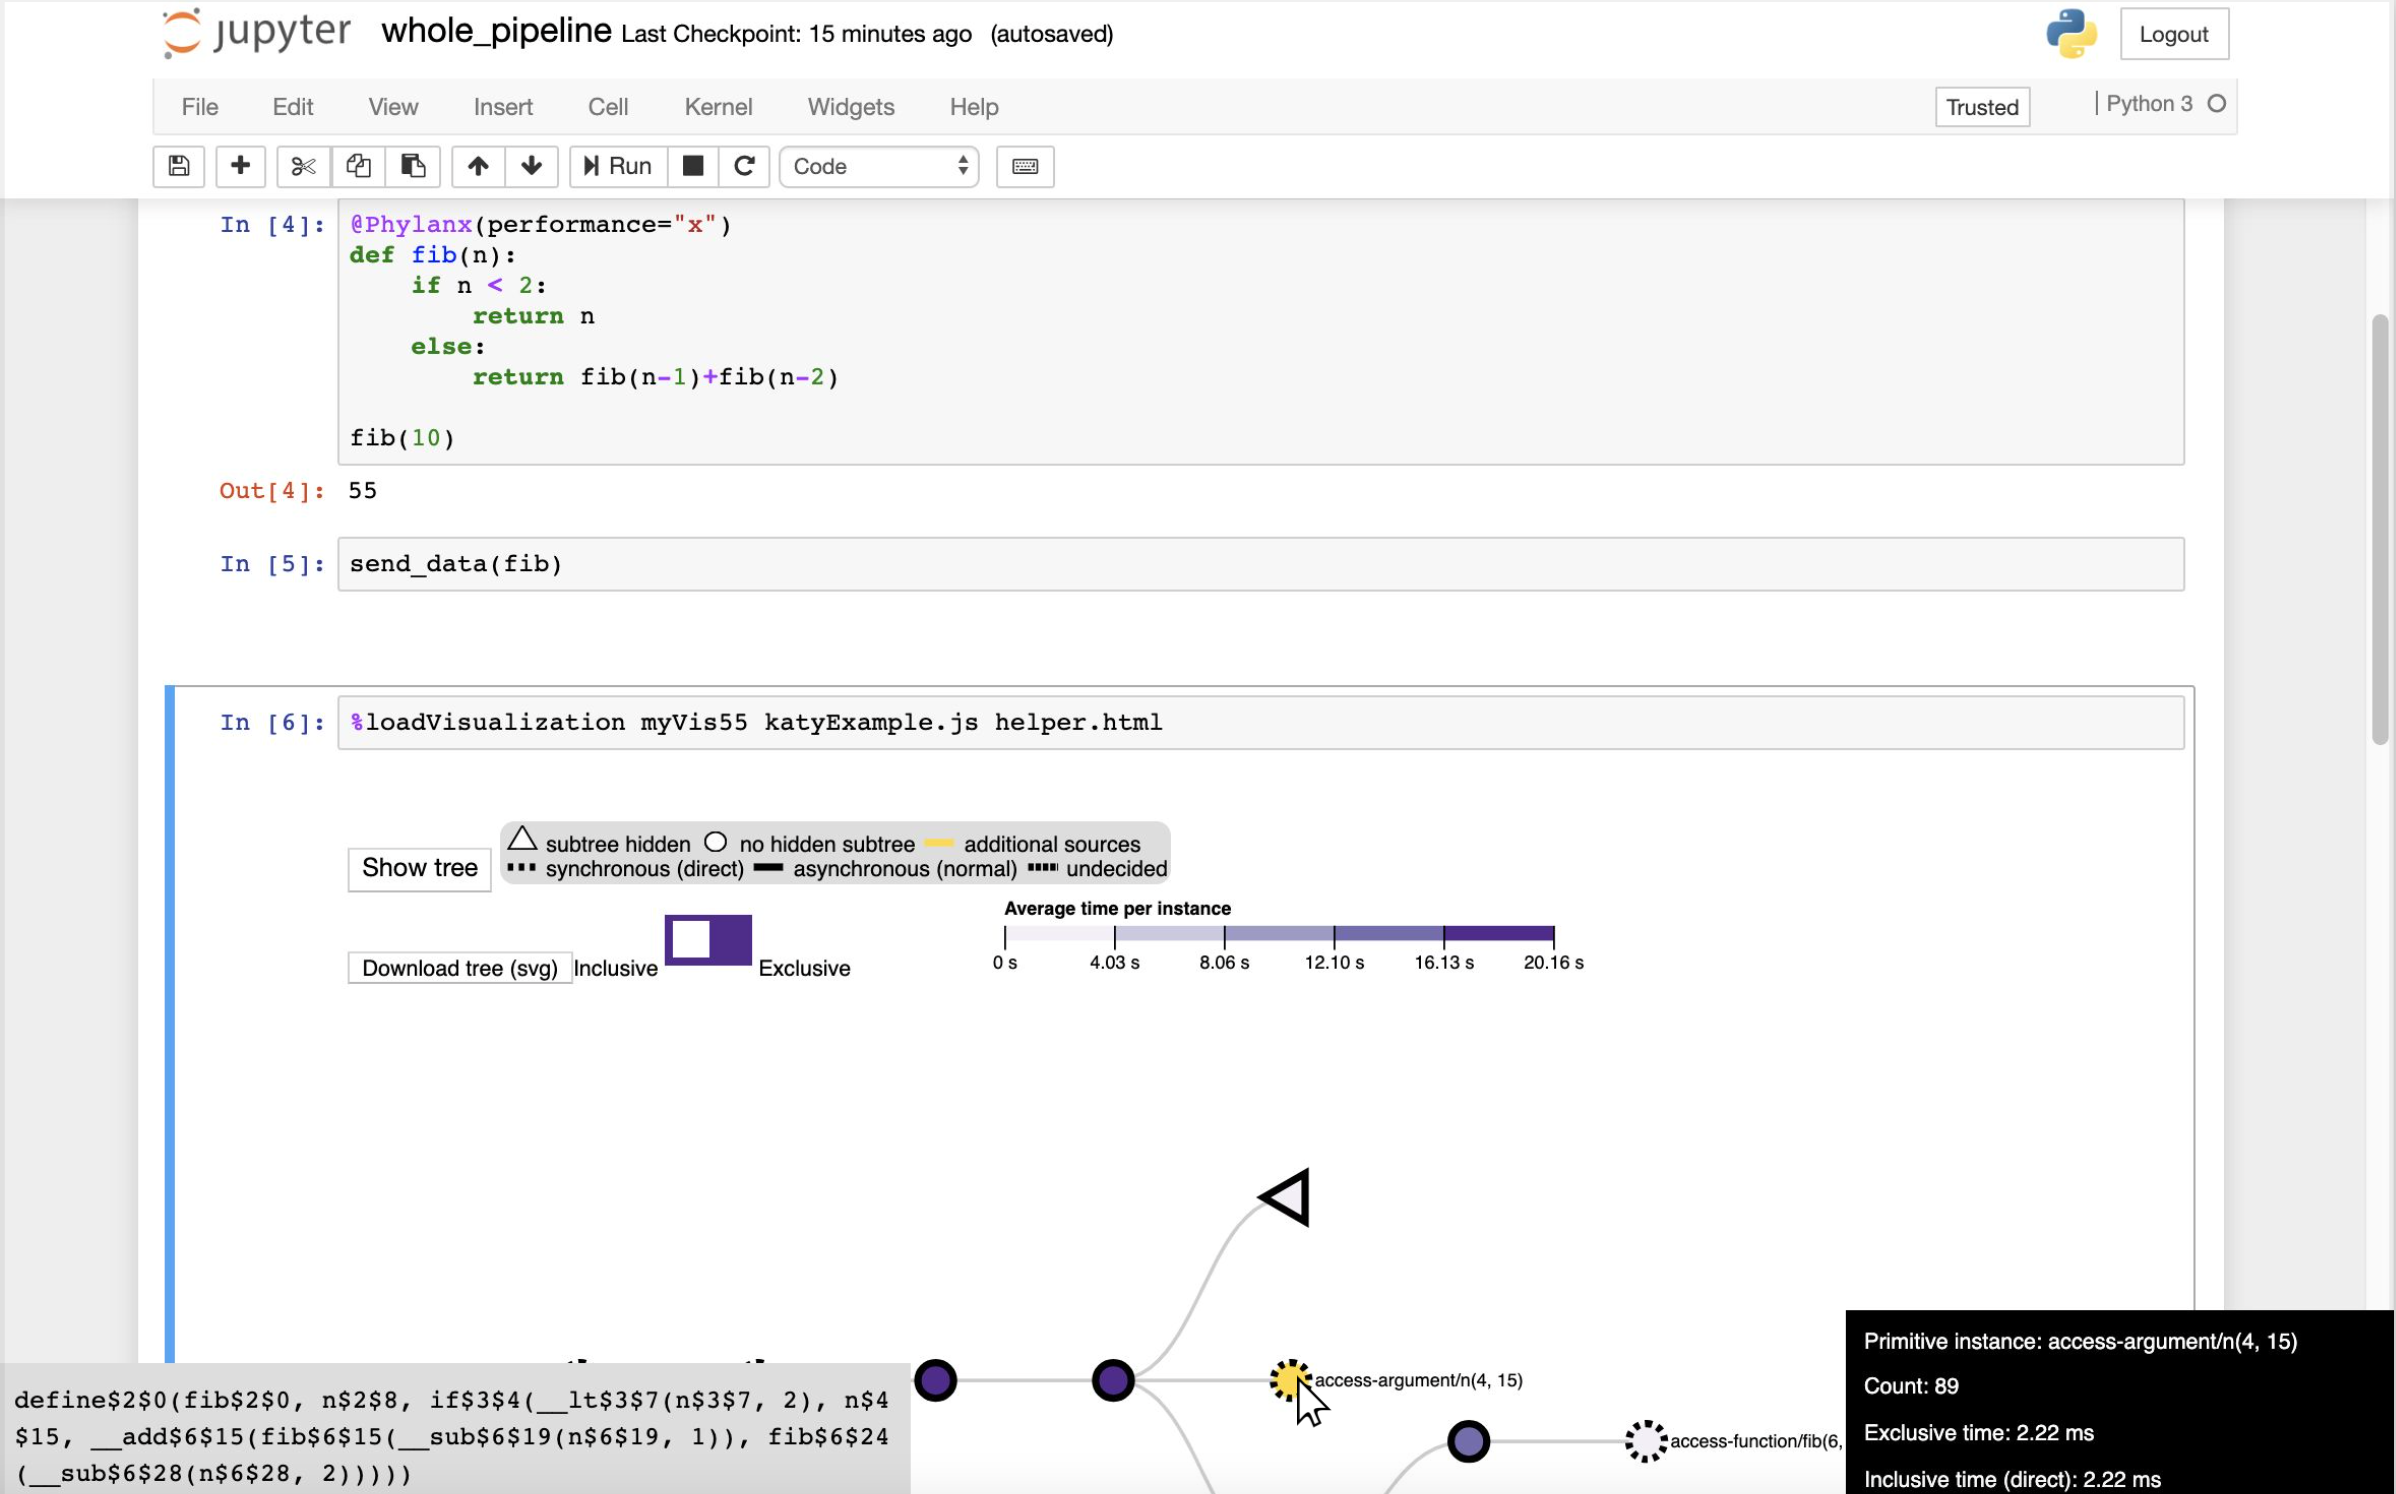 jupyter whole_pipeline Last Checkpoint: 15 minutes ago (autosaved) Logout
File Edit View Insert Cell Kernel Widgets Help Trusted | Python 3
Run Code
In [4]: @Phylanx(performance="x")
def fib(n):
    if n < 2:
        return n
    else:
        return fib(n-1)+fib(n-2)
fib(10)
Out[4]: 55
In [5]: send_data(fib)
In [6]: %loadVisualization myVis55 katyExample.js helper.html
Show tree
subtree hidden no hidden subtree additional sources
synchronous (direct) asynchronous (normal) undecided
Download tree (svg) Inclusive Exclusive
Average time per instance
0 s 4.03 s 8.06 s 12.10 s 16.13 s 20.16 s
access-argument/n(4, 15)
access-function/fib(6,
define$2$0(fib$2$0, n$2$8, if$3$4(__lt$3$7(n$3$7, 2), n$4
$15, __add$6$15(fib$6$15(__sub$6$19(n$6$19, 1)), fib$6$24
(__sub$6$28(n$6$28, 2)))))
Primitive instance: access-argument/n(4, 15)
Count: 89
Exclusive time: 2.22 ms
Inclusive time (direct): 2.22 ms